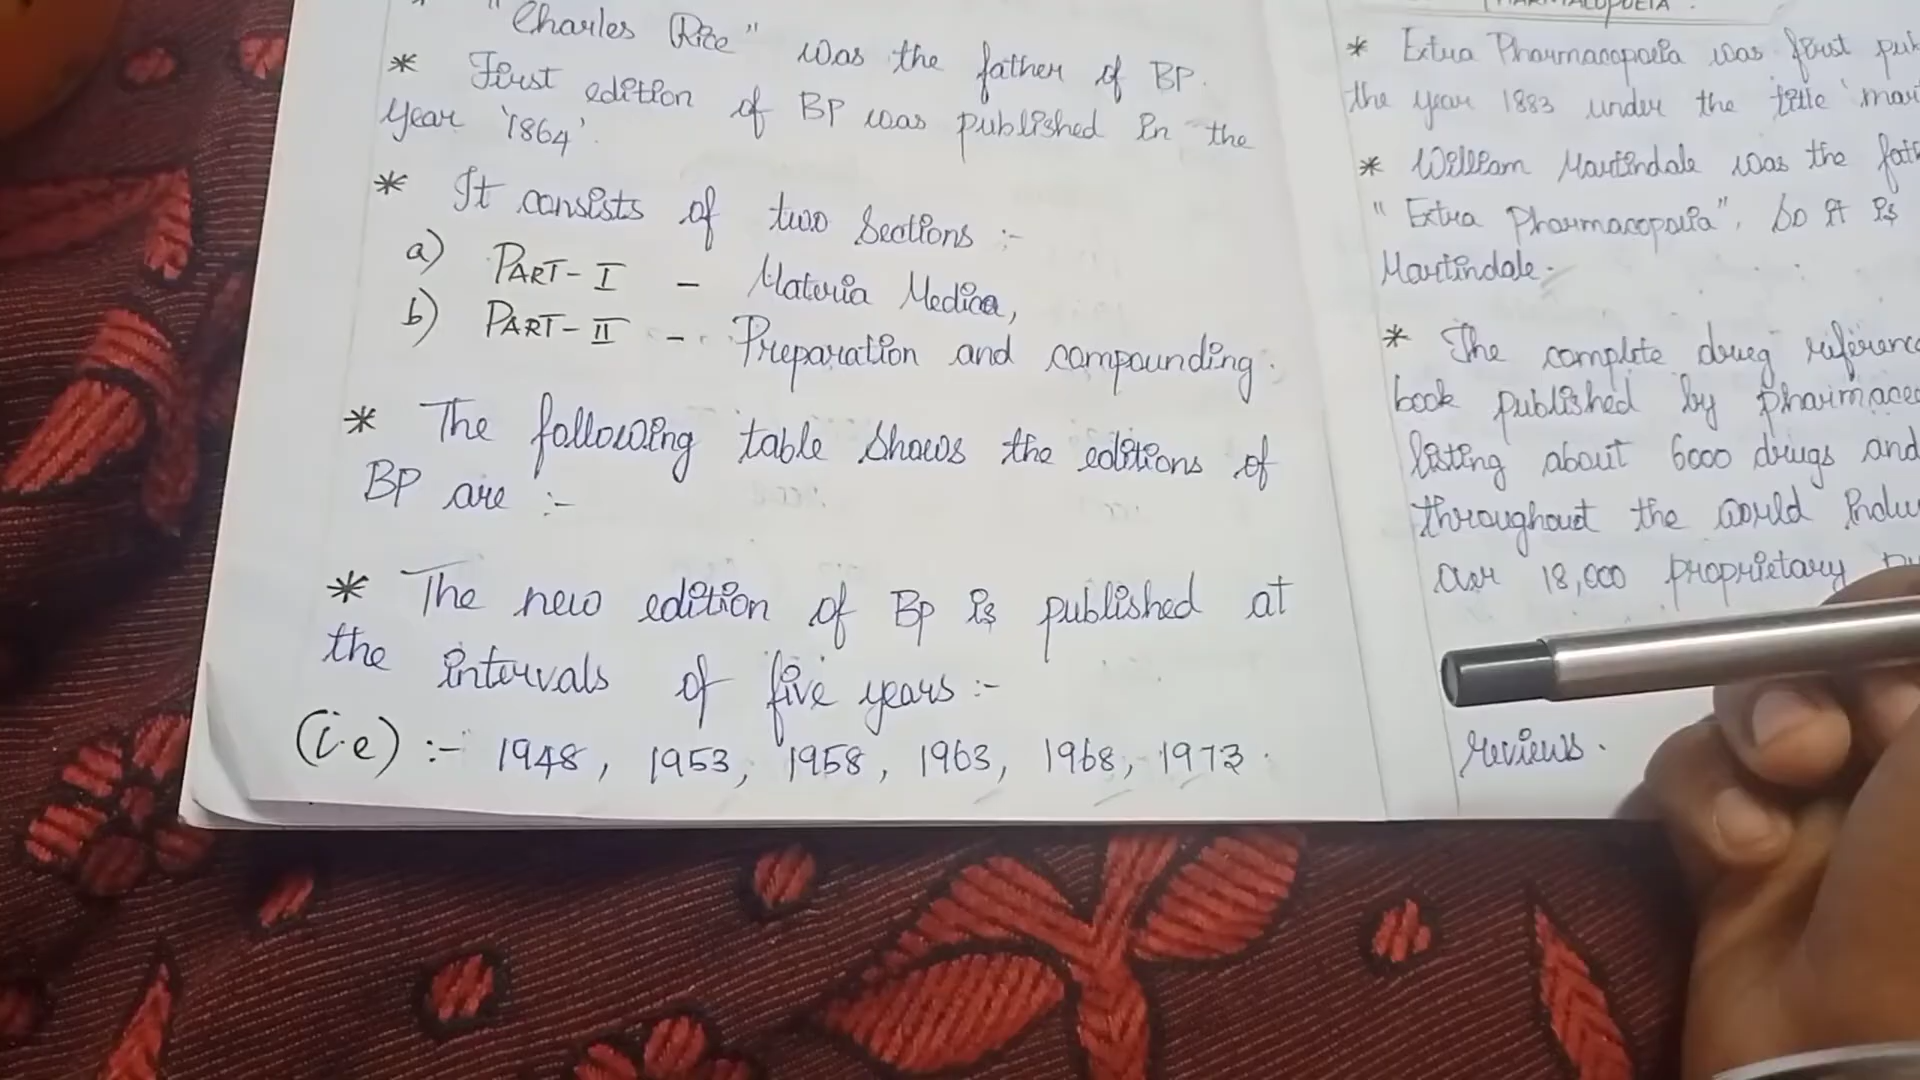 * "Charles Rice" was the father of BP.
* First edition of BP was published in the
year '1864'.
* It consists of two sections :-
a) PART-I - Materia Medica,
b) PART-II - Preparation and compounding.
* The following table shows the editions of
BP are :-
* The new edition of BP is published at
the intervals of five years :-
(i.e) :- 1948, 1953, 1958, 1963, 1968, 1973.
PHARMACOPOEIA.
* Extra Pharmacopoeia was first
the year 1883 under the title
* William Martindale was the
"Extra Pharmacopoeia", so it is
Martindale.
* The complete drug
book published by
listing about 6000 drugs and
throughout the world
over 18,000 proprietary
reviews.